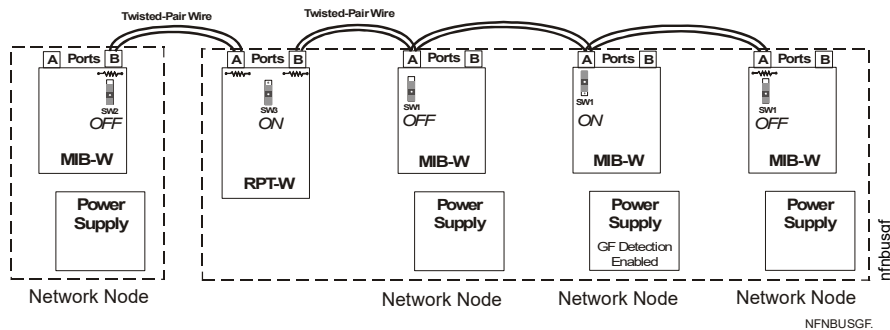 Twisted-Pair Wire
Twisted-Pair Wire
A Ports B
A Ports B
A Ports B
A Ports B
A Ports B
SW2
OFF
SW3
ON
SW1
OFF
SW1
ON
SW1
OFF
MIB-W
RPT-W
MIB-W
MIB-W
MIB-W
Power
Supply
Power
Supply
Power
Supply
GF Detection
Enabled
Power
Supply
nfnbusgf
Network Node
Network Node
Network Node
Network Node
NFNBUSGF.